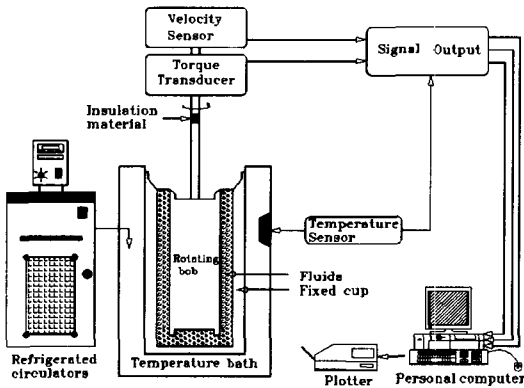 Velocity
Sensor
Torque
Transducer
Signal Output
Insulation
material
Temperature
Sensor
Rotating
bob
Fluids
Fixed cup
Refrigerated
circulators
Temperature bath
Plotter
Personal computer